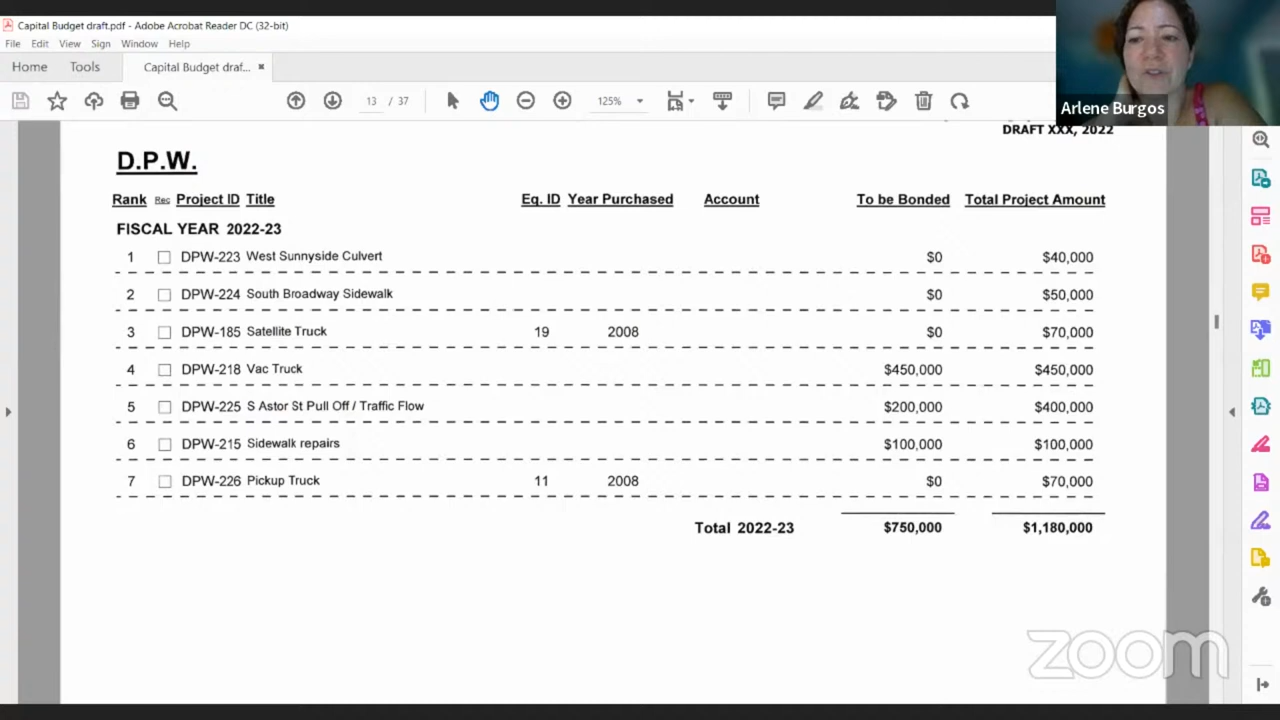 Capital Budget draft.pdf - Adobe Acrobat Reader DC (32-bit)
File Edit View Sign Window Help
Home Tools Capital Budget draf... ×
13 / 37 125%
Arlene Burgos
DRAFT XXX, 2022
D.P.W.
Rank Rec Project ID Title Eq. ID Year Purchased Account To be Bonded Total Project Amount
FISCAL YEAR 2022-23
1 DPW-223 West Sunnyside Culvert $0 $40,000
2 DPW-224 South Broadway Sidewalk $0 $50,000
3 DPW-185 Satellite Truck 19 2008 $0 $70,000
4 DPW-218 Vac Truck $450,000 $450,000
5 DPW-225 S Astor St Pull Off / Traffic Flow $200,000 $400,000
6 DPW-215 Sidewalk repairs $100,000 $100,000
7 DPW-226 Pickup Truck 11 2008 $0 $70,000
Total 2022-23 $750,000 $1,180,000
zoom